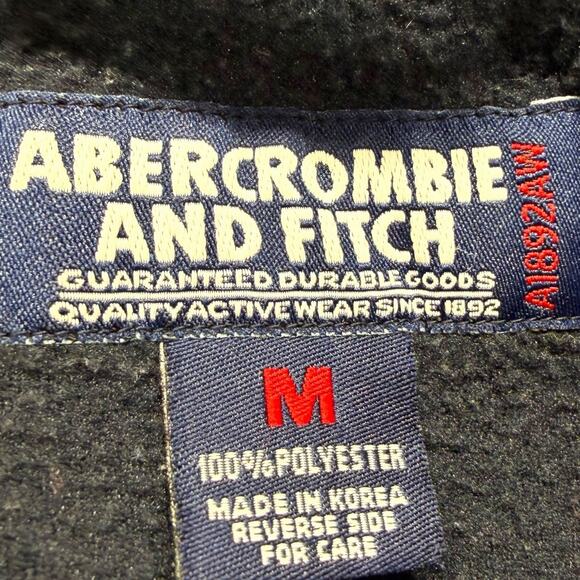 ABERCROMBIE
AND FITCH
GUARANTEED DURABLE GOODS
QUALITY ACTIVE WEAR SINCE 1892
A1892AW
M
100% POLYESTER
MADE IN KOREA
REVERSE SIDE
FOR CARE